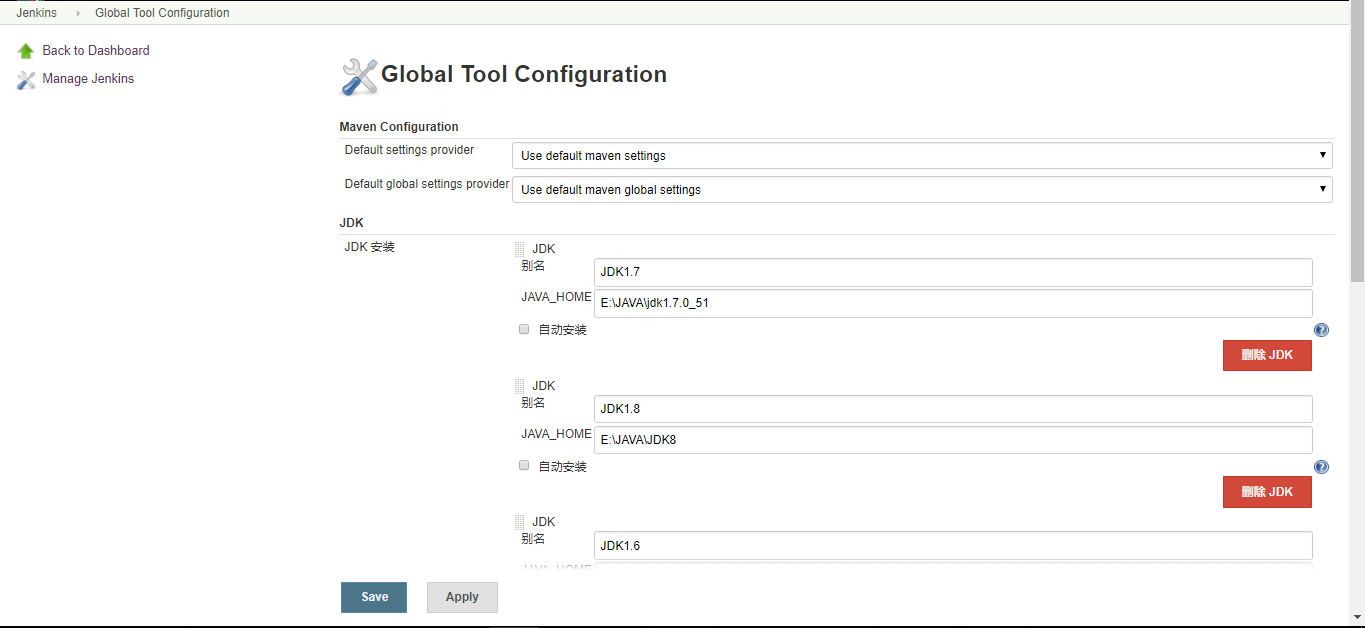 Jenkins Global Tool Configuration
Back to Dashboard
Manage Jenkins
Global Tool Configuration
Maven Configuration
Default settings provider Use default maven settings
Default global settings provider Use default maven global settings
JDK
JDK 安装 JDK
别名 JDK1.7
JAVA_HOME E:\JAVA\jdk1.7.0_51
自动安装
删除 JDK
JDK
别名 JDK1.8
JAVA_HOME E:\JAVA\JDK8
自动安装
删除 JDK
JDK
别名 JDK1.6
JAVA_HOME
Save Apply